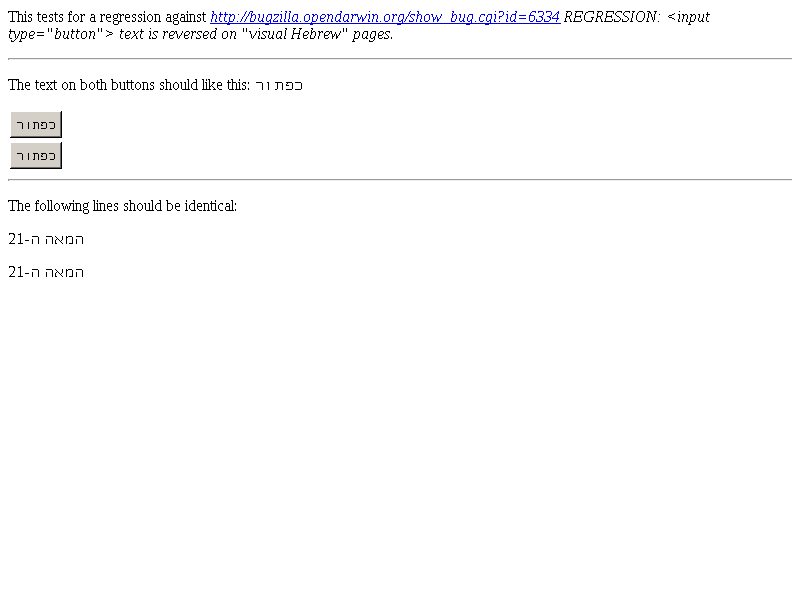 This tests for a regression against http://bugzilla.opendarwin.org/show_bug.cgi?id=6334 REGRESSION: <input
type="button"> text is reversed on "visual Hebrew" pages.
The text on both buttons should like this: כפתור
כפתור
כפתור
The following lines should be identical:
המאה ה-21
המאה ה-21